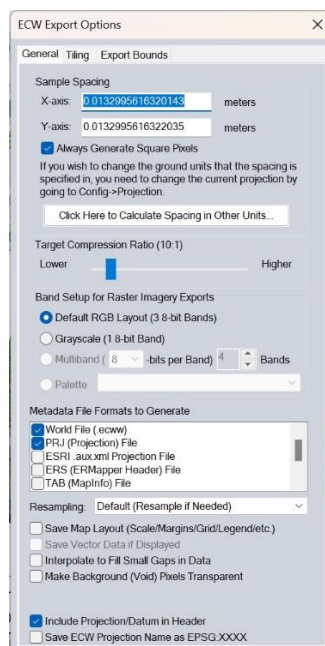 ECW Export Options
General Tiling Export Bounds
Sample Spacing
X-axis: 0.0132995616320143 meters
Y-axis: 0.0132995616322035 meters
Always Generate Square Pixels
If you wish to change the ground units that the spacing is
specified in, you need to change the current projection by
going to Config->Projection.
Click Here to Calculate Spacing in Other Units...
Target Compression Ratio (10:1)
Lower Higher
Band Setup for Raster Imagery Exports
Default RGB Layout (3 8-bit Bands)
Grayscale (1 8-bit Band)
Multiband ( 8 -bits per Band) 4 Bands
Palette
Metadata File Formats to Generate
World File (.ecww)
PRJ (Projection) File
ESRI .aux.xml Projection File
ERS (ERMapper Header) File
TAB (MapInfo) File
Resampling: Default (Resample if Needed)
Save Map Layout (Scale/Margins/Grid/Legend/etc.)
Save Vector Data if Displayed
Interpolate to Fill Small Gaps in Data
Make Background (Void) Pixels Transparent
Include Projection/Datum in Header
Save ECW Projection Name as EPSG:XXXX